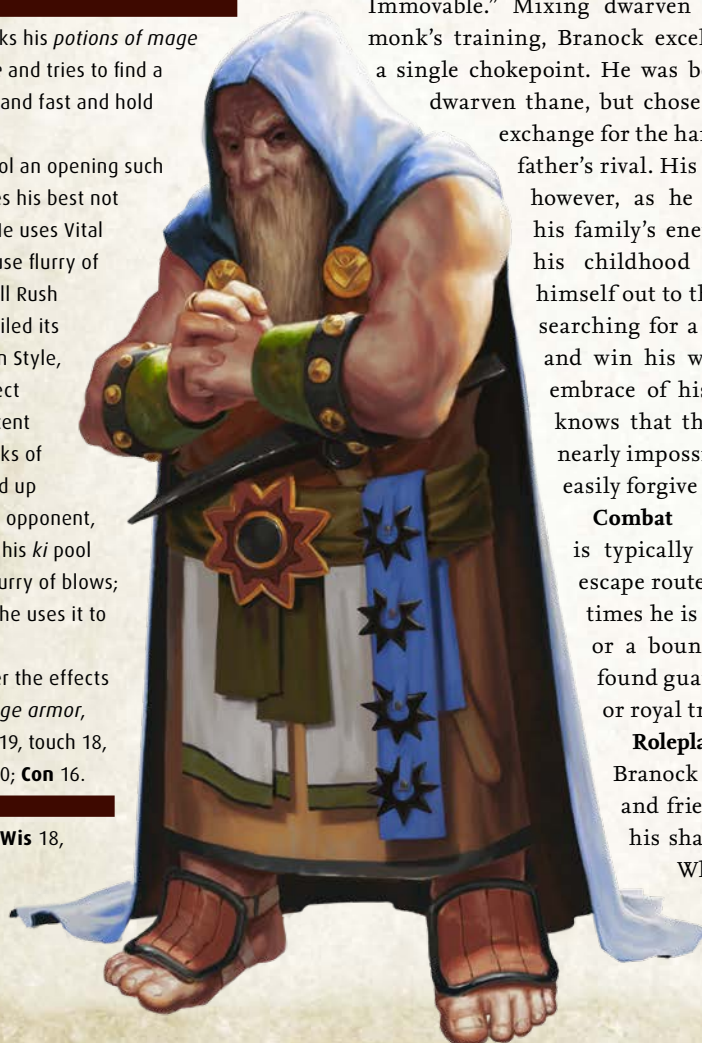 ks his potions of mage
and tries to find a
and fast and hold
ol an opening such
es his best not
He uses Vital
use flurry of
ll Rush
iled its
n Style,
ect
cent
ks of
d up
opponent,
his ki pool
urry of blows;
he uses it to
er the effects
ge armor,
19, touch 18,
0; Con 16.
Wis 18,
Immovable.” Mixing dwarven
monk’s training, Branock excel
a single chokepoint. He was b
dwarven thane, but chose
exchange for the har
father’s rival. His
however, as he
his family’s ene
his childhood
himself out to th
searching for a
and win his w
embrace of his
knows that th
nearly impossi
easily forgive
Combat
is typically
escape route
times he is
or a boun
found gua
or royal tr
Rolepla
Branock
and frie
his sha
Wh